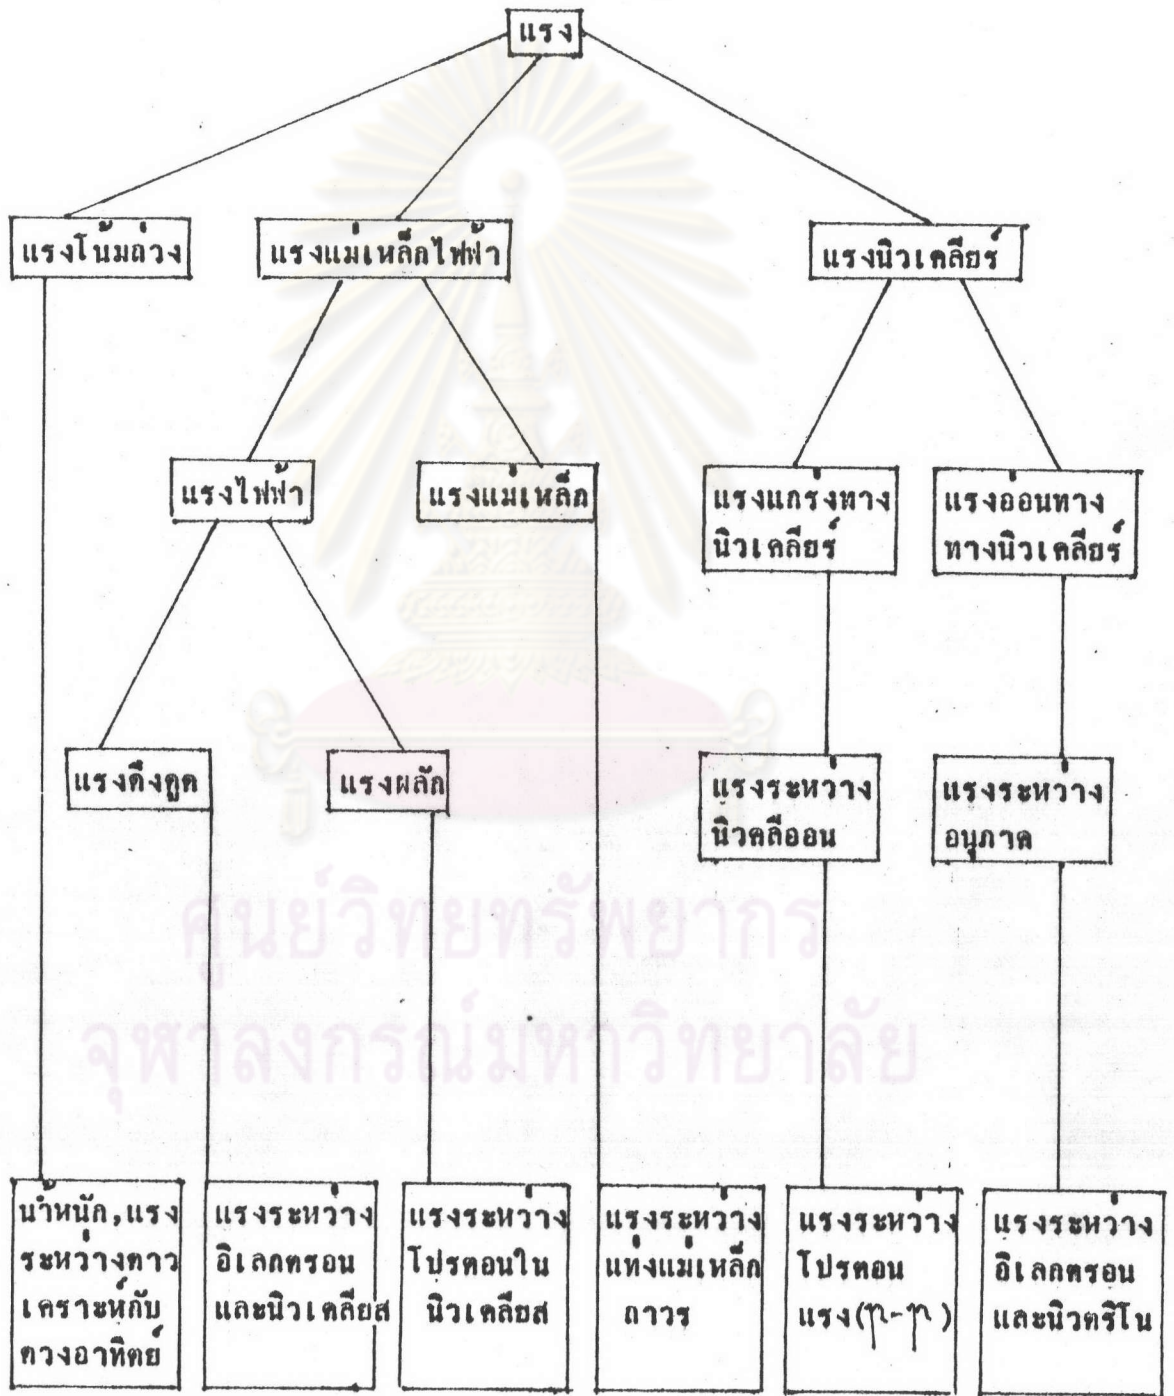 แรง
แรงโน้มถ่วง
แรงแม่เหล็กไฟฟ้า
แรงนิวเคลียร์
แรงไฟฟ้า
แรงแม่เหล็ก
แรงแกร่งทาง
นิวเคลียร์
แรงอ่อนทาง
ทางนิวเคลียร์
แรงดึงดูด
แรงผลัก
แรงระหว่าง
นิวคลีออน
แรงระหว่าง
อนุภาค
ศูนย์วิทยทรัพยากร
จุฬาลงกรณ์มหาวิทยาลัย
น้ำหนัก,แรง
ระหว่างดาว
เคราะห์กับ
ดวงอาทิตย์
แรงระหว่าง
อิเลกตรอน
และนิวเคลียส
แรงระหว่าง
โปรตอนใน
นิวเคลียส
แรงระหว่าง
แท่งแม่เหล็ก
ถาวร
แรงระหว่าง
โปรตอน
แรง(p-p)
แรงระหว่าง
อิเลกตรอน
และนิวตริโน